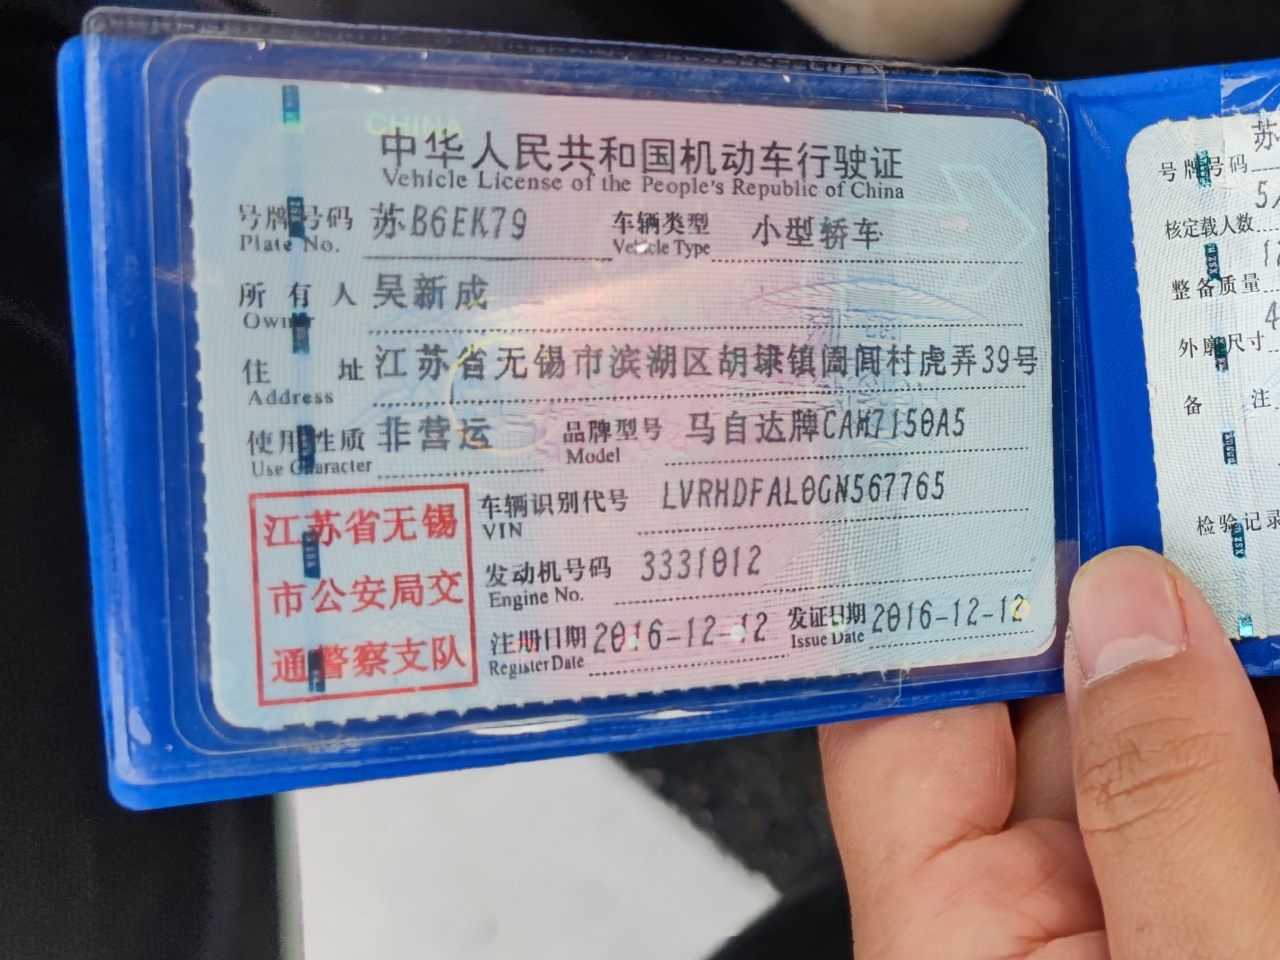 CHINA
中华人民共和国机动车行驶证
Vehicle License of the People's Republic of China
号牌号码 苏B6EK79 车辆类型 小型轿车
Plate No. Vehicle Type
所有人 吴新成
Owner
住址 江苏省无锡市滨湖区胡埭镇闾闾村虎弄39号
Address
使用性质 非营运 品牌型号 马自达牌CAM7150A5
Use Character Model
车辆识别代号 LVRHDFAL0GN567765
VIN
发动机号码 3331012
Engine No.
注册日期 2016-12-12 发证日期 2016-12-12
Register Date Issue Date
江苏省无锡
市公安局交
通警察支队
苏
号牌号码
核定载人数 5
整备质量
外廓尺寸 4
备注
检验记录